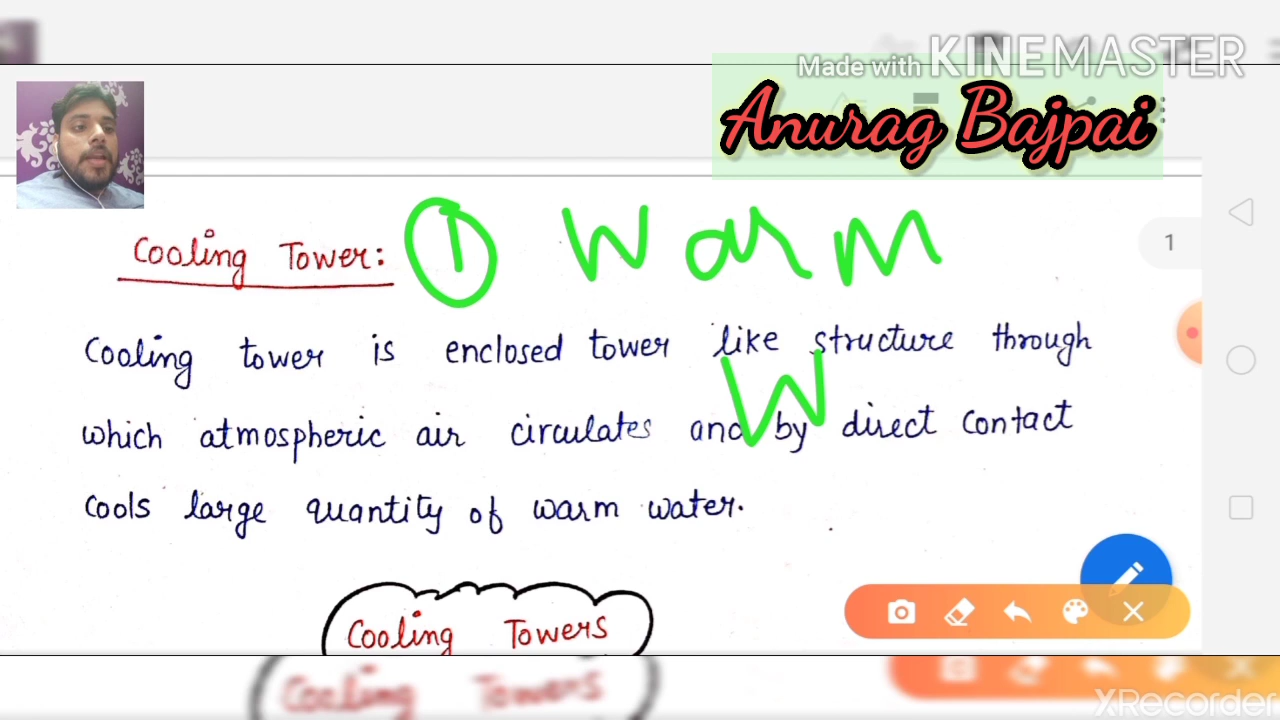 Made with KINEMASTER
Anurag Bajpai
Cooling Tower: 1 Warm
1
Cooling tower is enclosed tower like structure through
W
which atmospheric air circulates and by direct contact
cools large quantity of warm water.
Cooling Towers
Cooling Towers
XRecorder